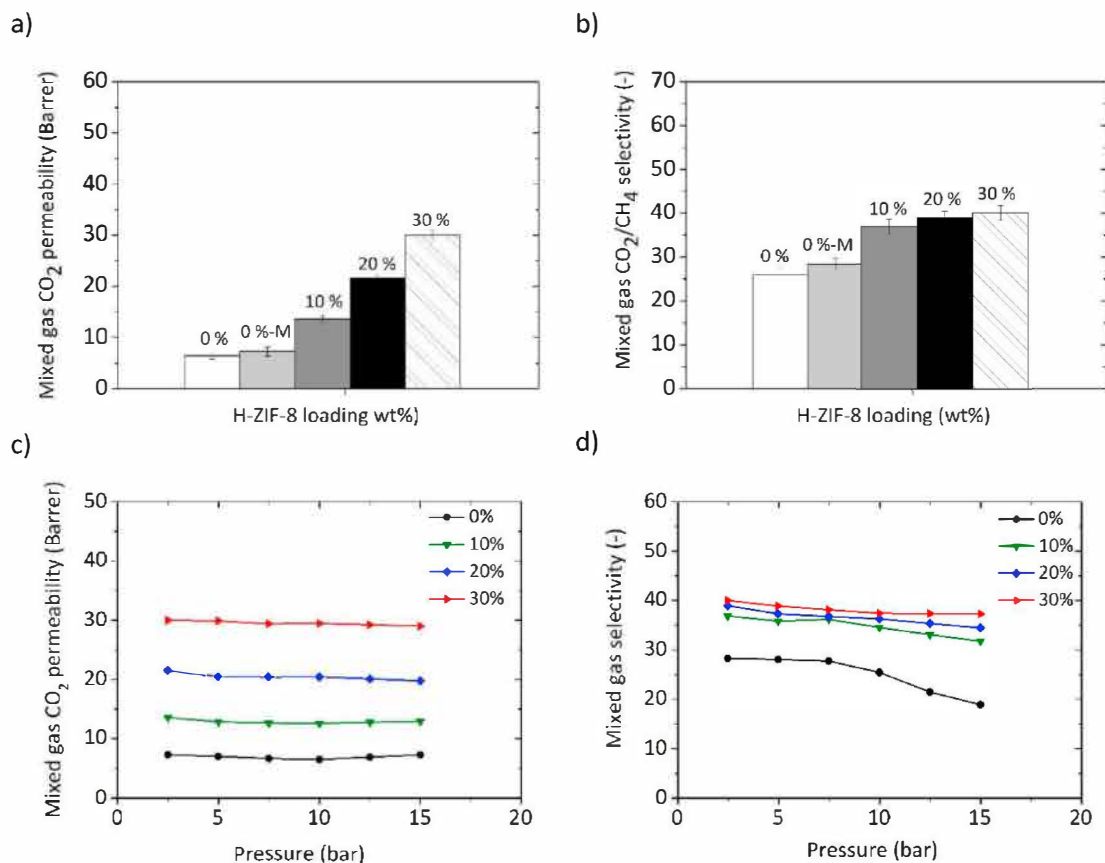 a)
Mixed gas CO2 permeability (Barrer)
60
50
40
30
20
10
0
0 %
0 %-M
10 %
20 %
30 %
H-ZIF-8 loading wt%)
b)
Mixed gas CO2/CH4 selectivity (-)
70
60
50
40
30
20
10
0
0 %
0 %-M
10 %
20 %
30 %
H-ZIF-8 loading (wt%)
c)
Mixed gas CO2 permeability (Barrer)
50
40
30
20
10
0
0%
10%
20%
30%
0 5 10 15 20
Pressure (bar)
d)
Mixed gas selectivity (-)
60
50
40
30
20
10
0
0%
10%
20%
30%
0 5 10 15 20
Pressure (bar)